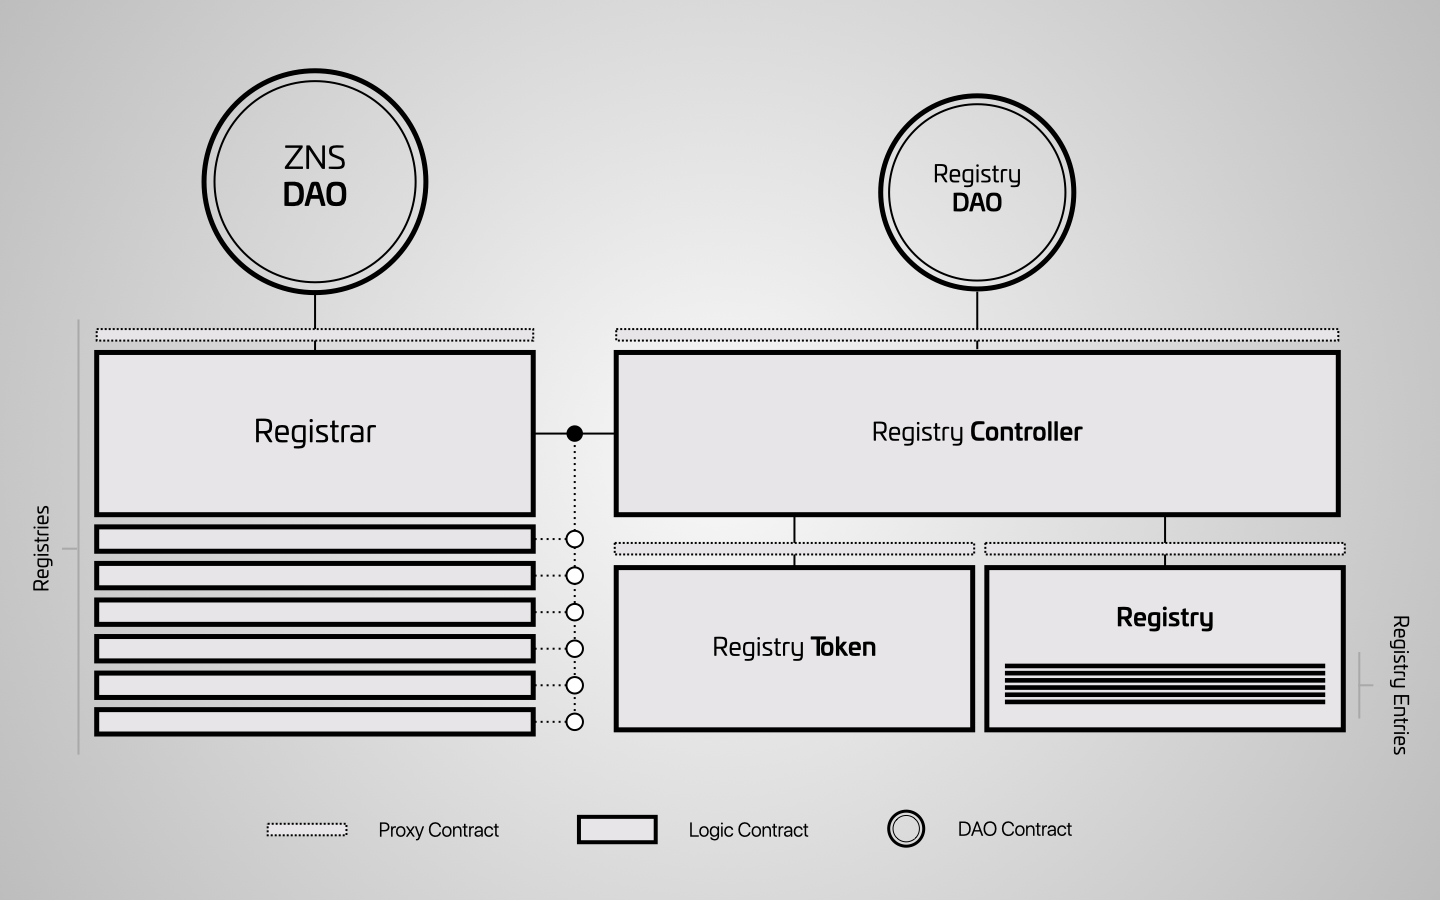 ZNS
DAO
Registry
DAO
Registrar
Registry Controller
Registries
Registry Token
Registry
Registry Entries
Proxy Contract
Logic Contract
DAO Contract